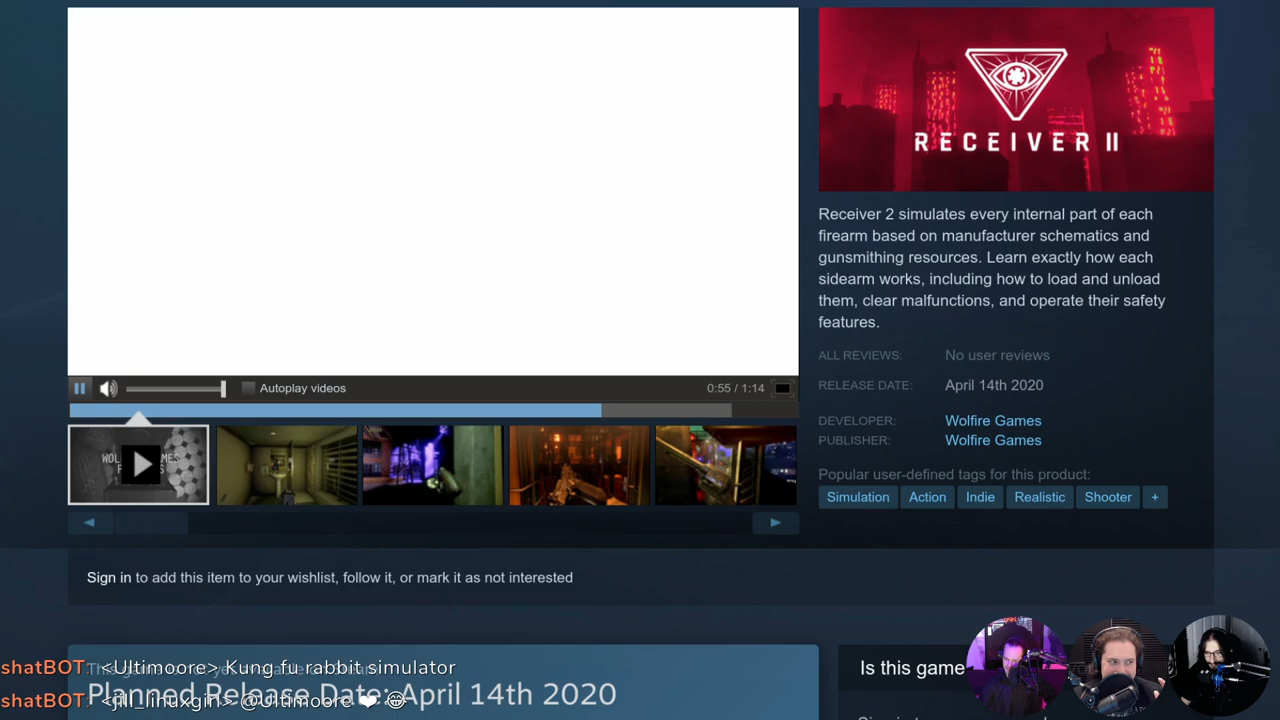 RECEIVER II
Receiver 2 simulates every internal part of each
firearm based on manufacturer schematics and
gunsmithing resources. Learn exactly how each
sidearm works, including how to load and unload
them, clear malfunctions, and operate their safety
features.
ALL REVIEWS: No user reviews
RELEASE DATE: April 14th 2020
DEVELOPER: Wolfire Games
PUBLISHER: Wolfire Games
Popular user-defined tags for this product:
Simulation Action Indie Realistic Shooter +
Autoplay videos 0:55 / 1:14
Sign in to add this item to your wishlist, follow it, or mark it as not interested
shatBOT: <Ultimoore> Kung fu rabbit simulator
Planned Release Date: April 14th 2020
shatBOT: <jill_linuxgirl> @Ultimoore ❤️ 😁
Is this game